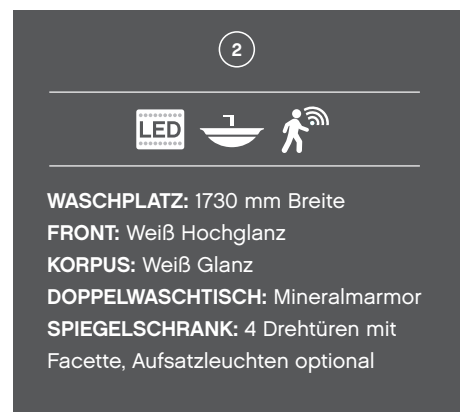 2
LED
WASCHPLATZ: 1730 mm Breite
FRONT: Weiß Hochglanz
KORPUS: Weiß Glanz
DOPPELWASCHTISCH: Mineralmarmor
SPIEGELSCHRANK: 4 Drehtüren mit
Facette, Aufsatzleuchten optional